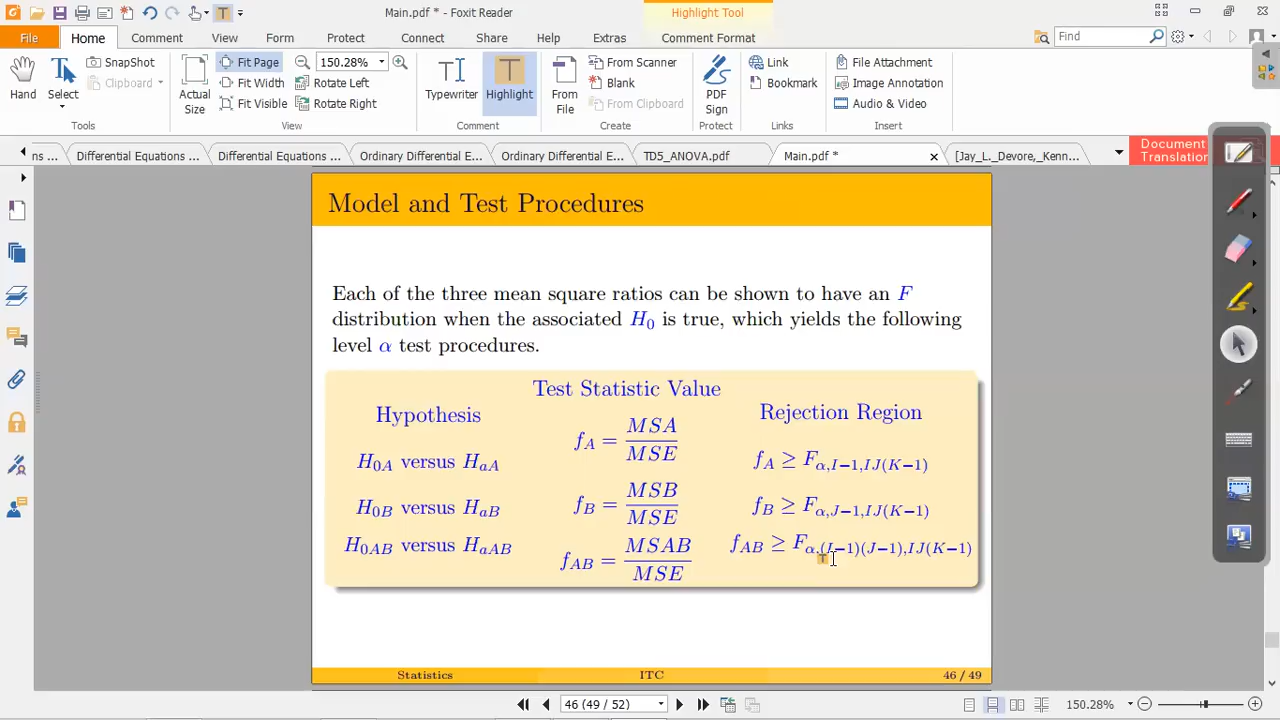 Main.pdf * - Foxit Reader
Highlight Tool
File Home Comment View Form Protect Connect Share Help Extras Comment Format
Find
Hand
Select
SnapShot
Clipboard
Tools
Actual Size
Fit Page
Fit Width
Fit Visible
150.28%
Rotate Left
Rotate Right
View
Typewriter
Highlight
Comment
From File
From Scanner
Blank
From Clipboard
Create
PDF Sign
Protect
Link
Bookmark
Links
File Attachment
Image Annotation
Audio & Video
Insert
ns ... Differential Equations ... Differential Equations ... Ordinary Differential E... Ordinary Differential E... TD5_ANOVA.pdf Main.pdf * [Jay_L._Devore,_Kenn...
Document
Translation
Model and Test Procedures
Each of the three mean square ratios can be shown to have an F
distribution when the associated H₀ is true, which yields the following
level α test procedures.
Hypothesis
H₀A versus HaA
H₀B versus HaB
H₀AB versus HaAB
Test Statistic Value
fA = MSA / MSE
fB = MSB / MSE
fAB = MSAB / MSE
Rejection Region
fA ≥ Fα,I−1,IJ(K−1)
fB ≥ Fα,J−1,IJ(K−1)
fAB ≥ Fα,(I−1)(J−1),IJ(K−1)
Statistics ITC 46 / 49
46 (49 / 52)
150.28%